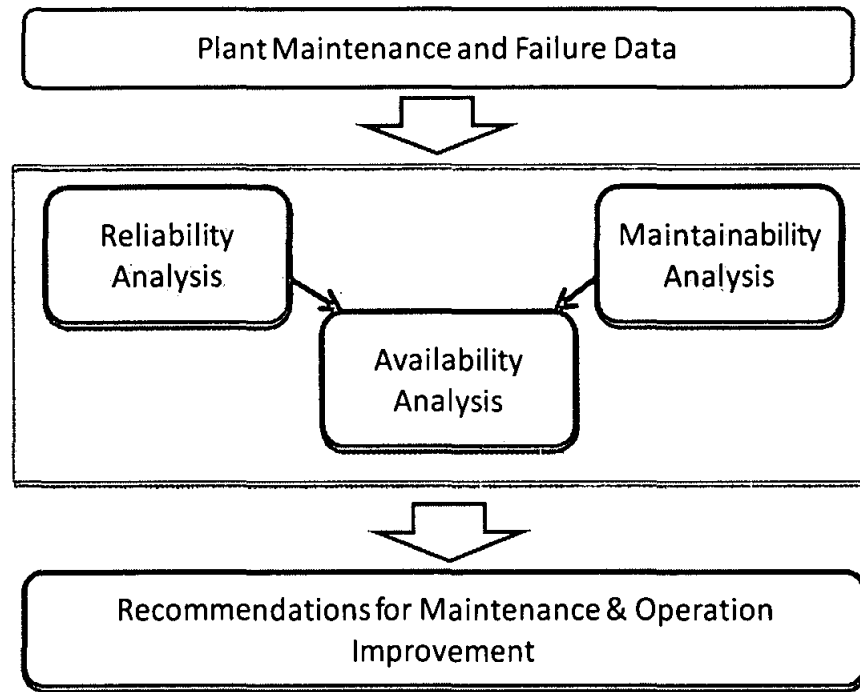 Plant Maintenance and Failure Data
Reliability
Analysis
Maintainability
Analysis
Availability
Analysis
Recommendations for Maintenance & Operation
Improvement